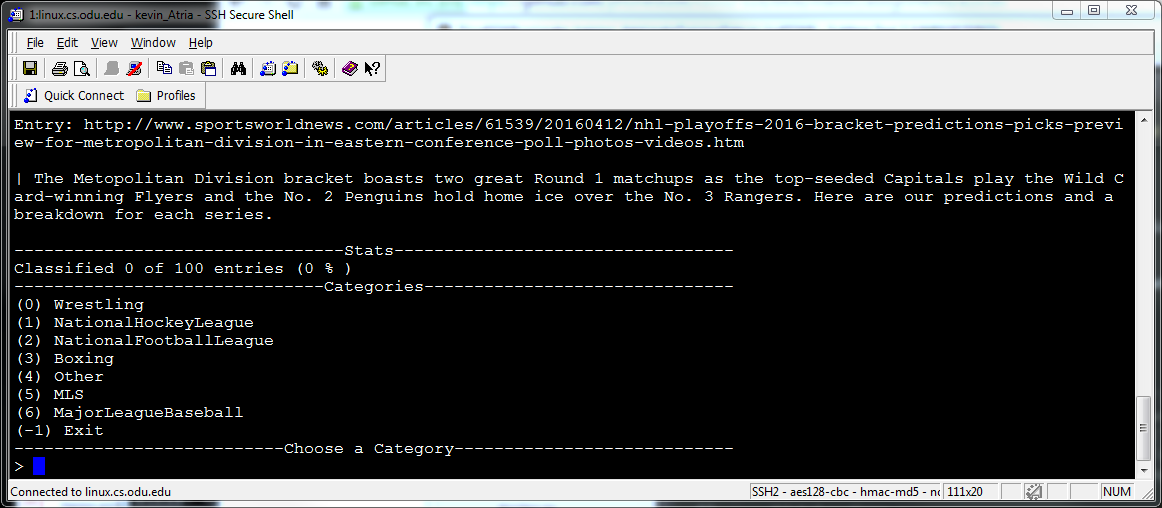 1:linux.cs.odu.edu - kevin_Atria - SSH Secure Shell
File Edit View Window Help
Quick Connect Profiles
Entry: http://www.sportsworldnews.com/articles/61539/20160412/nhl-playoffs-2016-bracket-predictions-picks-previ
ew-for-metropolitan-division-in-eastern-conference-poll-photos-videos.htm
| The Metopolitan Division bracket boasts two great Round 1 matchups as the top-seeded Capitals play the Wild C
ard-winning Flyers and the No. 2 Penguins hold home ice over the No. 3 Rangers. Here are our predictions and a
breakdown for each series.
---------------------------------Stats----------------------------------
Classified 0 of 100 entries (0 % )
-------------------------------Categories-------------------------------
(0) Wrestling
(1) NationalHockeyLeague
(2) NationalFootballLeague
(3) Boxing
(4) Other
(5) MLS
(6) MajorLeagueBaseball
(-1) Exit
---------------------------Choose a Category----------------------------
>
Connected to linux.cs.odu.edu SSH2 - aes128-cbc - hmac-md5 - 111x20 NUM